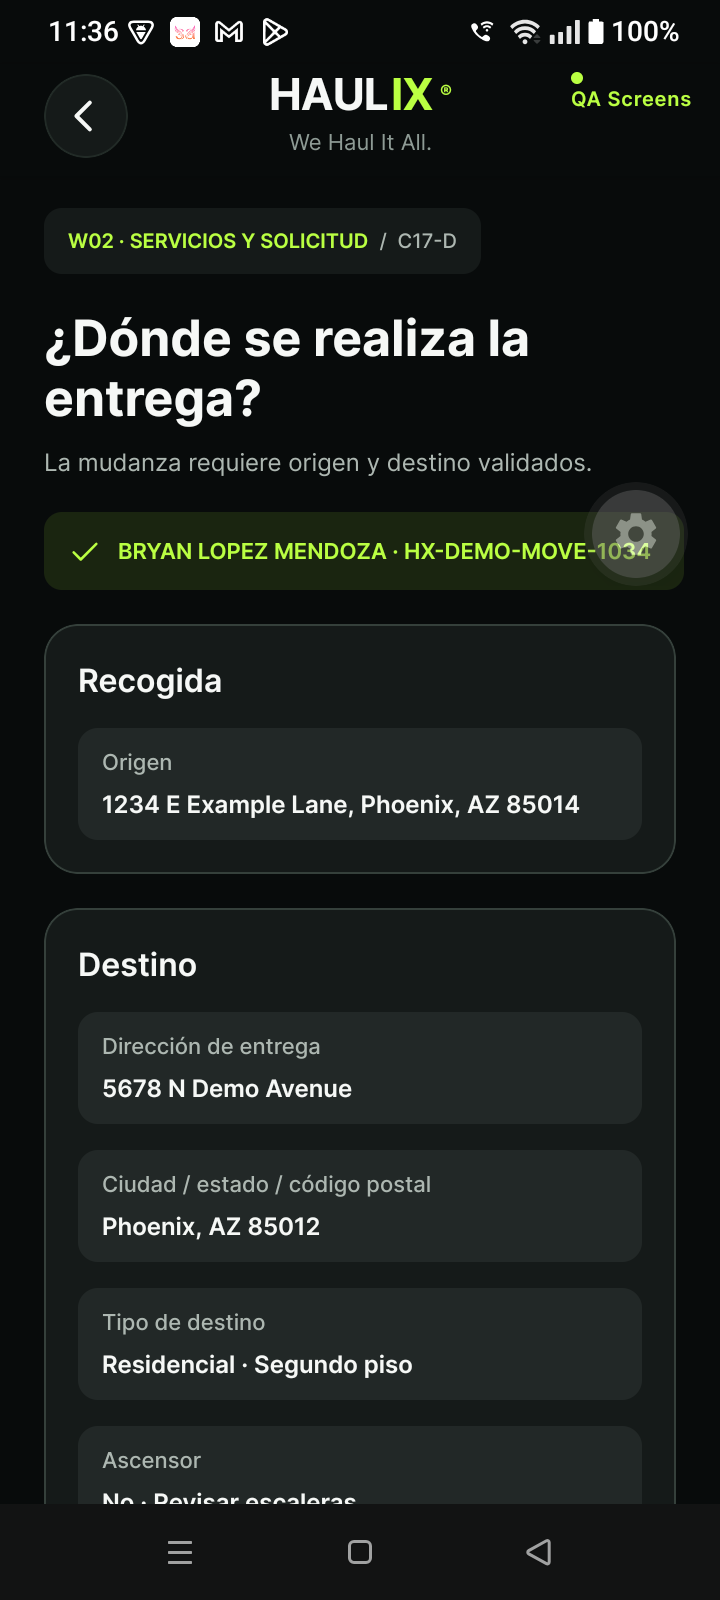 11:36 100%
HAULIX ®
We Haul It All.
QA Screens
W02 · SERVICIOS Y SOLICITUD / C17-D
¿Dónde se realiza la
entrega?
La mudanza requiere origen y destino validados.
BRYAN LOPEZ MENDOZA · HX-DEMO-MOVE-1034
Recogida
Origen
1234 E Example Lane, Phoenix, AZ 85014
Destino
Dirección de entrega
5678 N Demo Avenue
Ciudad / estado / código postal
Phoenix, AZ 85012
Tipo de destino
Residencial · Segundo piso
Ascensor
No · Revisar escaleras